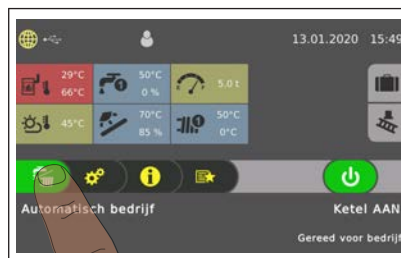 13.01.2020 15:49
29°C
66°C
50°C
0 %
5,0 t
45°C
70°C
85 %
50°C
0°C
Automatisch bedrijf
Ketel AAN
Gereed voor bedrijf